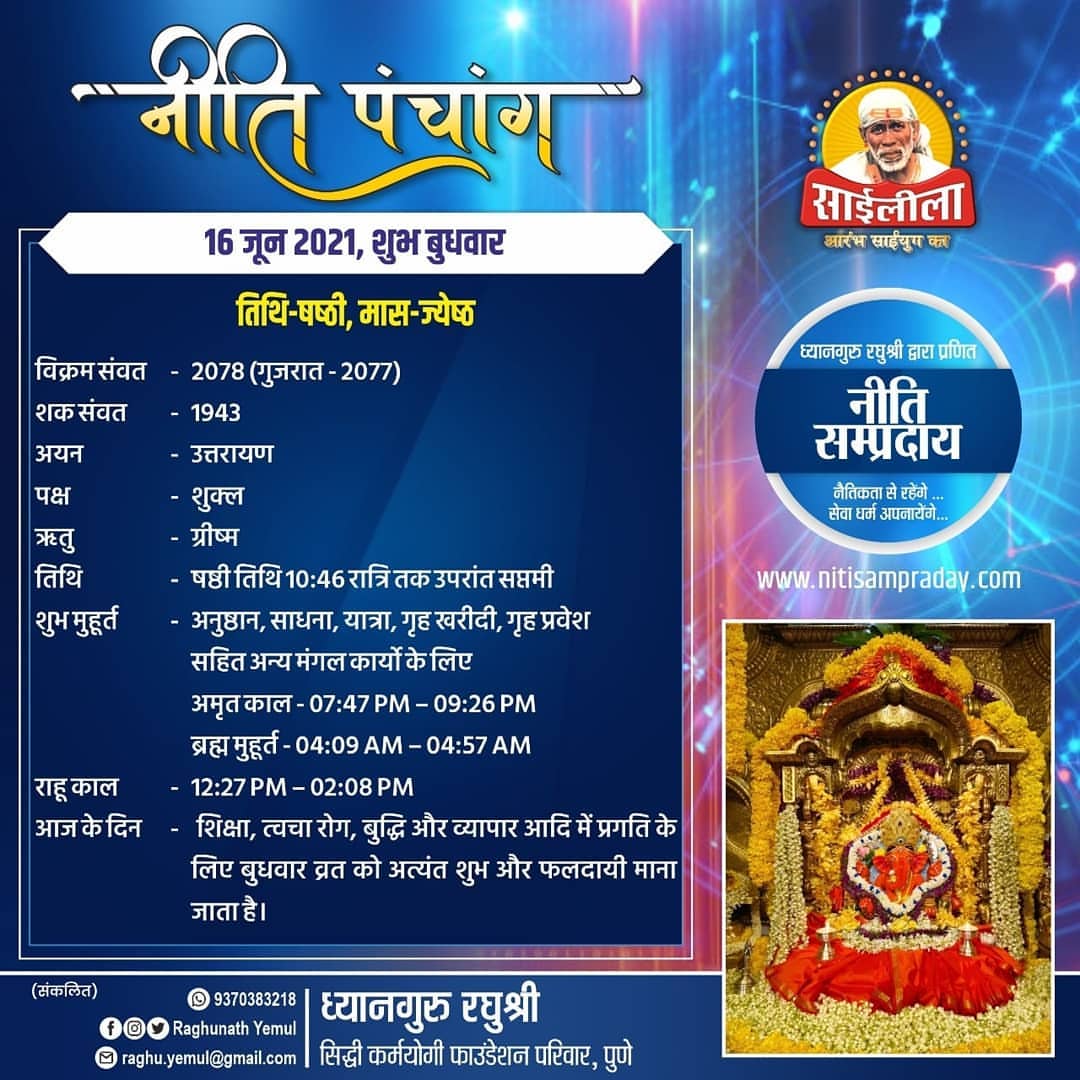 नीति पंचांग
साईलीला
आरंभ साईयुग का
16 जून 2021, शुभ बुधवार
तिथि-षष्ठी, मास-ज्येष्ठ
विक्रम संवत - 2078 (गुजरात - 2077)
शक संवत - 1943
अयन - उत्तरायण
पक्ष - शुक्ल
ऋतु - ग्रीष्म
तिथि - षष्ठी तिथि 10:46 रात्रि तक उपरांत सप्तमी
शुभ मुहूर्त - अनुष्ठान, साधना, यात्रा, गृह खरीदी, गृह प्रवेश
सहित अन्य मंगल कार्यो के लिए
अमृत काल - 07:47 PM – 09:26 PM
ब्रह्म मुहूर्त - 04:09 AM – 04:57 AM
राहू काल - 12:27 PM – 02:08 PM
आज के दिन - शिक्षा, त्वचा रोग, बुद्धि और व्यापार आदि में प्रगति के
लिए बुधवार व्रत को अत्यंत शुभ और फलदायी माना
जाता है।
ध्यानगुरु रघुश्री द्वारा प्रणित
नीति
सम्प्रदाय
नैतिकता से रहेंगे ...
सेवा धर्म अपनायेंगे...
www.nitisampraday.com
(संकलित)
9370383218
Raghunath Yemul
raghu.yemul@gmail.com
ध्यानगुरु रघुश्री
सिद्धी कर्मयोगी फाउंडेशन परिवार, पुणे